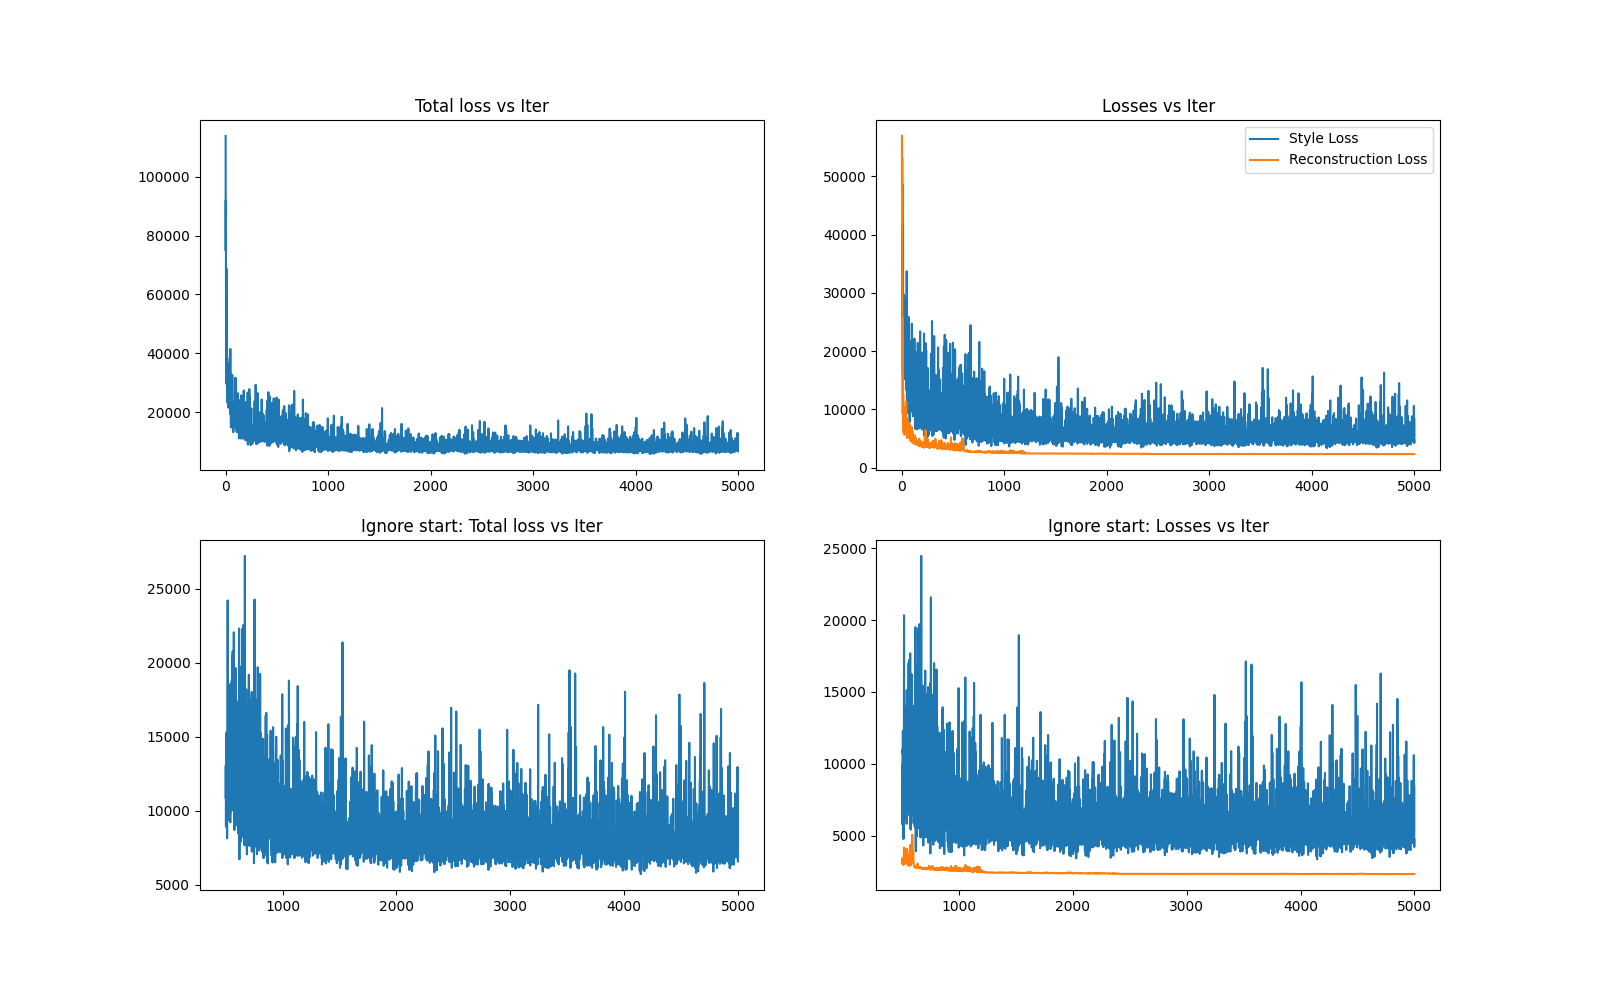 Total loss vs Iter
100000
80000
60000
40000
20000
0 1000 2000 3000 4000 5000
Losses vs Iter
Style Loss
Reconstruction Loss
50000
40000
30000
20000
10000
0
0 1000 2000 3000 4000 5000
Ignore start: Total loss vs Iter
25000
20000
15000
10000
5000
1000 2000 3000 4000 5000
Ignore start: Losses vs Iter
25000
20000
15000
10000
5000
1000 2000 3000 4000 5000